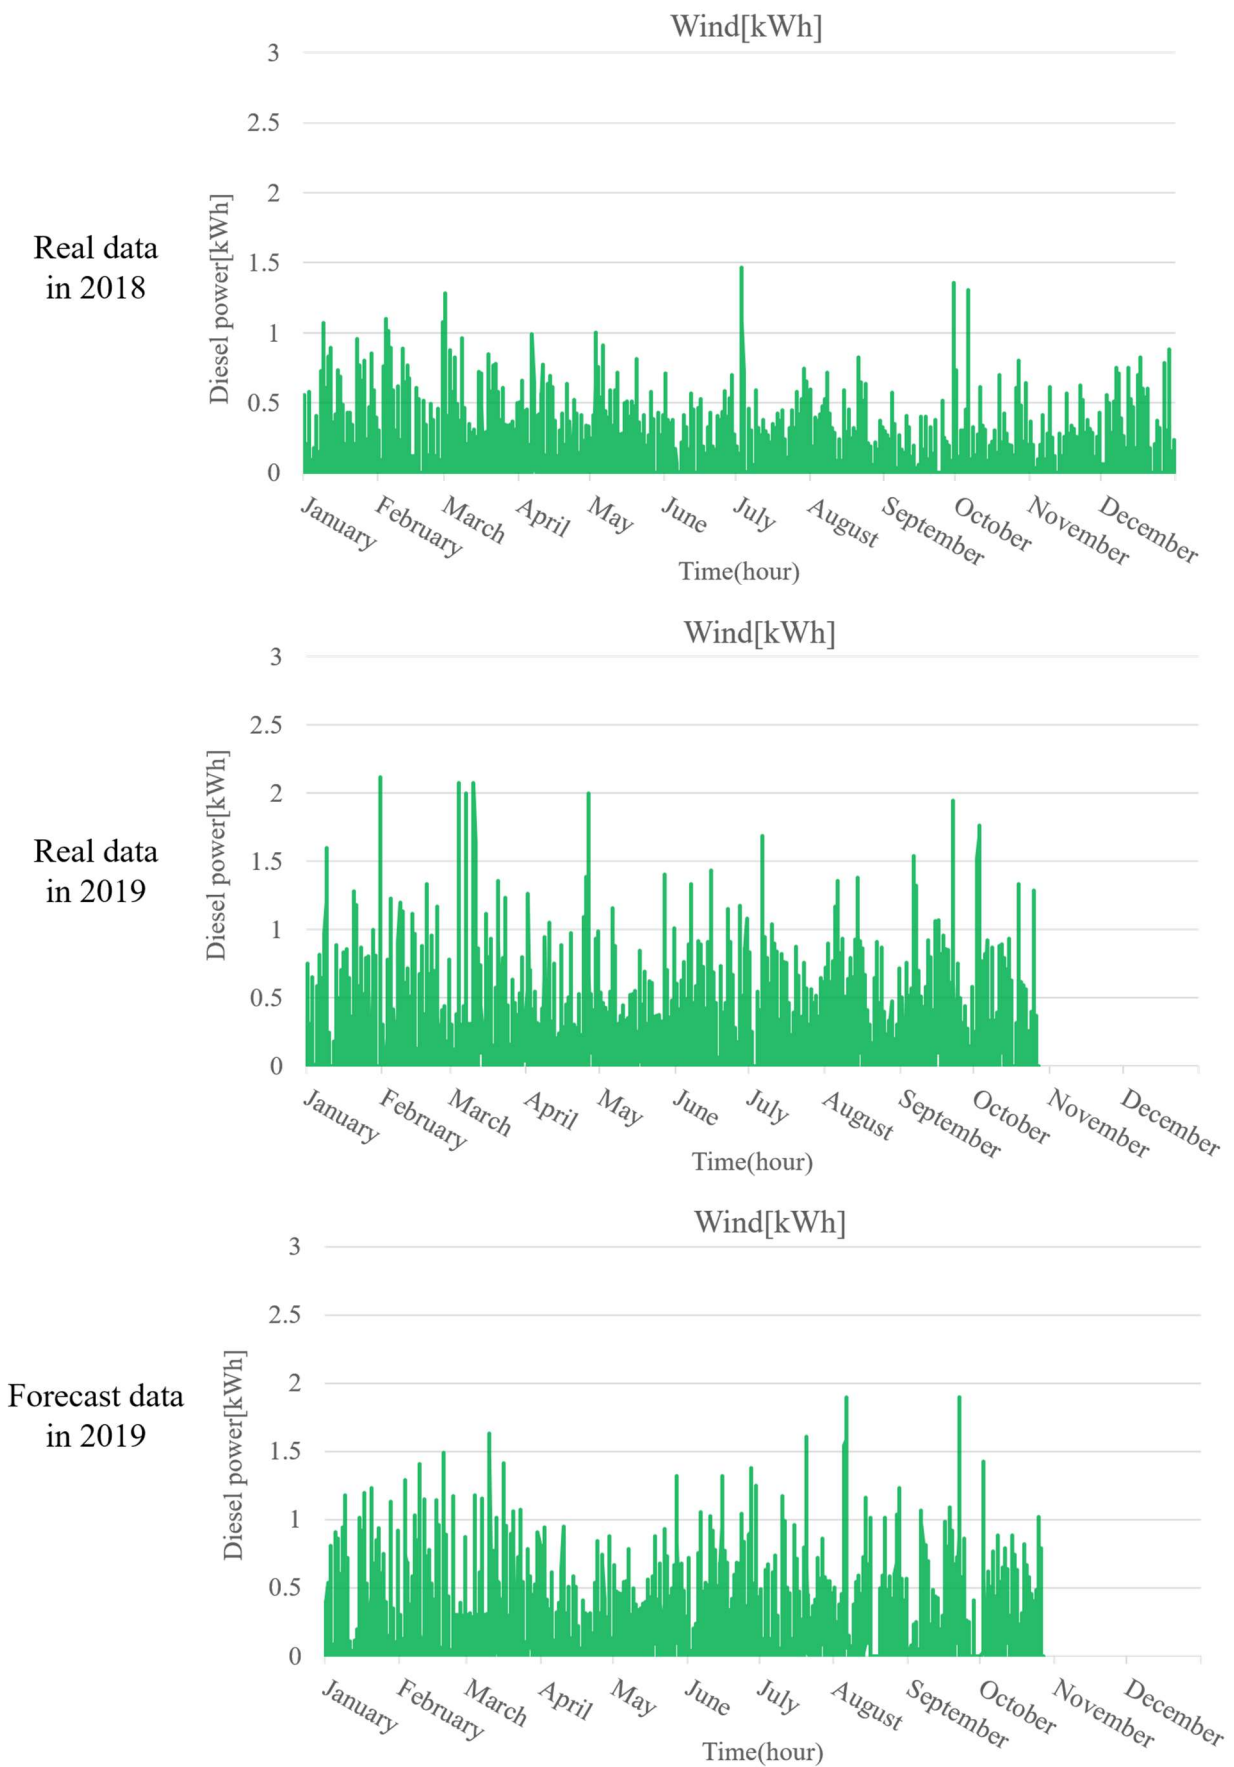 Wind[kWh]
3
2.5
2
1.5
1
0.5
0
Diesel power[kWh]
Real data
in 2018
January
February
March
April
May
June
July
August
September
October
November
December
Time(hour)
Wind[kWh]
3
2.5
2
1.5
1
0.5
0
Diesel power[kWh]
Real data
in 2019
January
February
March
April
May
June
July
August
September
October
November
December
Time(hour)
Wind[kWh]
3
2.5
2
1.5
1
0.5
0
Diesel power[kWh]
Forecast data
in 2019
January
February
March
April
May
June
July
August
September
October
November
December
Time(hour)